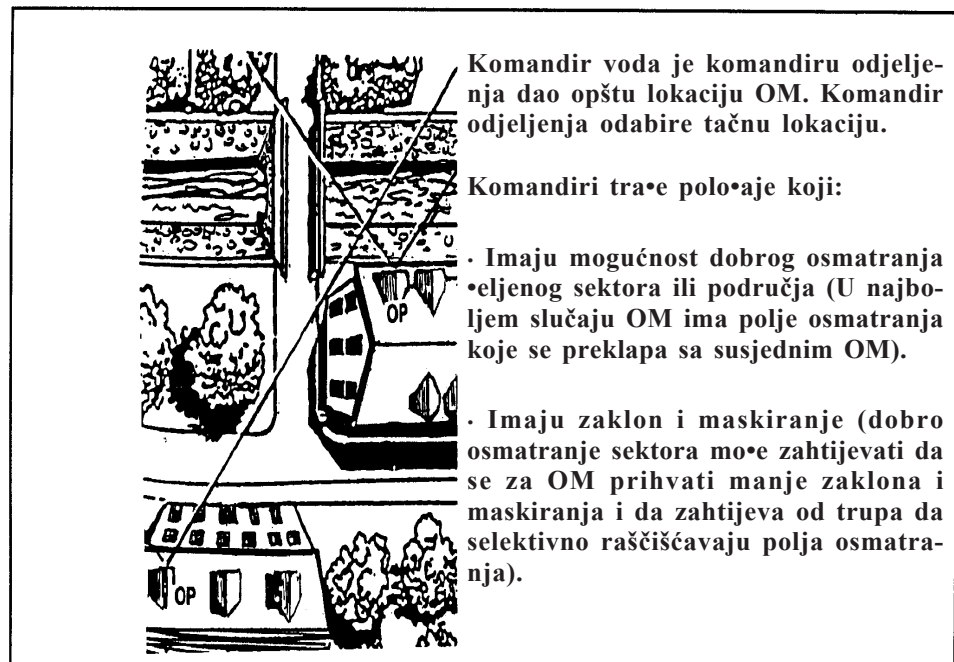 Komandir voda je komandiru odjelje-
nja dao opštu lokaciju OM. Komandir
odjeljenja odabire tačnu lokaciju.
Komandiri tra•e polo•aje koji:
· Imaju mogućnost dobrog osmatranja
•eljenog sektora ili područja (U najbo-
ljem slučaju OM ima polje osmatranja
koje se preklapa sa susjednim OM).
· Imaju zaklon i maskiranje (dobro
osmatranje sektora mo•e zahtijevati da
se za OM prihvati manje zaklona i
maskiranja i da zahtijeva od trupa da
selektivno raščišćavaju polja osmatra-
nja).
OP
OP